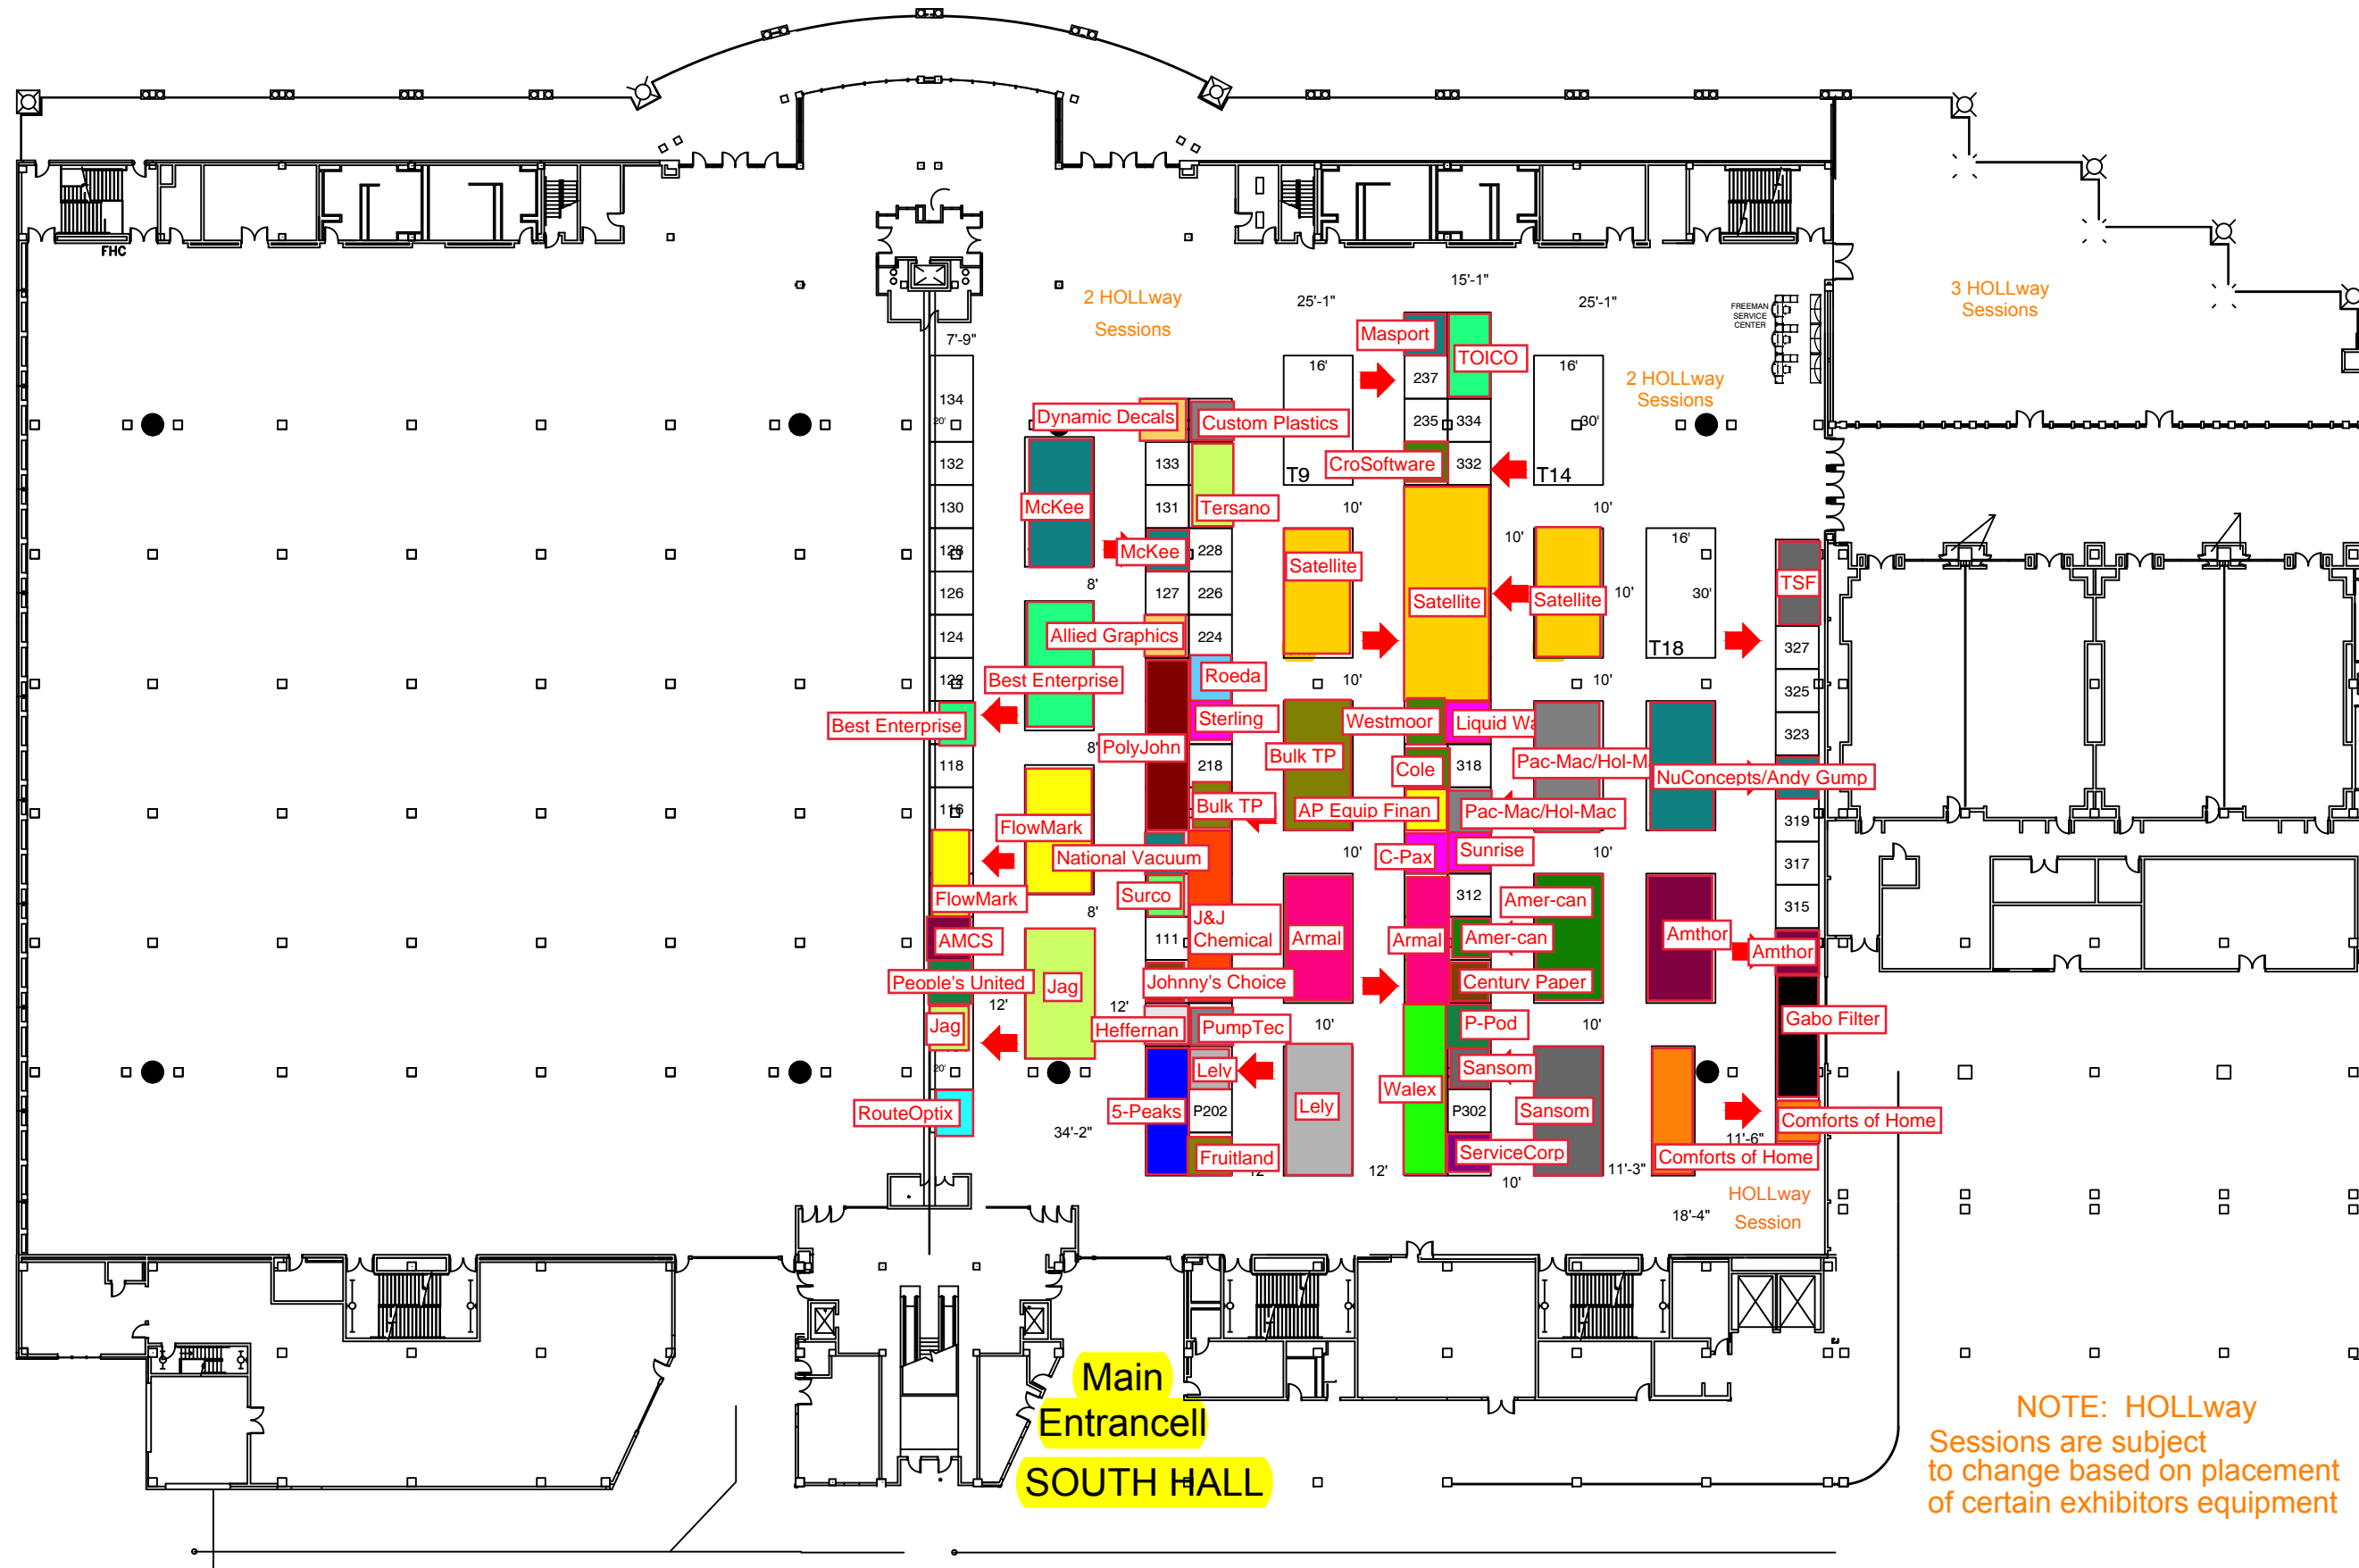 FHC
2 HOLLway
Sessions
7'-9"
25'-1"
15'-1"
25'-1"
3 HOLLway
Sessions
FREEMAN
SERVICE
CENTER
2 HOLLway
Sessions
Masport
TOICO
16'
237
16'
134
20'
Dynamic Decals
Custom Plastics
235
334
30'
132
133
CroSoftware
332
T9
T14
130
McKee
131
Tersano
10'
10'
128
McKee
228
10'
16'
Satellite
TSF
8'
126
127
226
Satellite
Satellite
10'
30'
124
Allied Graphics
224
T18
327
122
Best Enterprise
Roeda
10'
10'
325
Best Enterprise
Sterling
Westmoor
323
8'
PolyJohn
Bulk TP
118
218
Cole
318
NuConcepts/Andy Gump
116
Bulk TP
AP Equip Finan
Pac-Mac/Hol-Mac
319
FlowMark
National Vacuum
10'
C-Pax
Sunrise
10'
317
FlowMark
Surco
312
Amer-can
315
8'
J&J
Chemical
AMCS
111
Armal
Armal
Amer-can
Amthor
Amthor
People's United
Jag
Johnny's Choice
Century Paper
12'
12'
Jag
Heffernan
PumpTec
10'
P-Pod
10'
Gabo Filter
20'
Lely
Sansom
Walex
RouteOptix
5-Peaks
P202
Lely
P302
Sansom
Comforts of Home
34'-2"
11'-6"
Fruitland
ServiceCorp
Comforts of Home
12'
12'
10'
11'-3"
HOLLway
Session
18'-4"
Main
Entrancell
SOUTH HALL
NOTE: HOLLway
Sessions are subject
to change based on placement
of certain exhibitors equipment